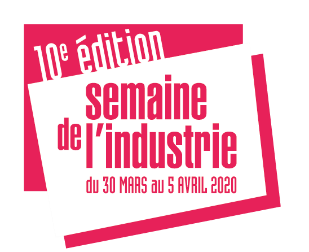 10e édition
semaine
de l'industrie
du 30 MARS au 5 AVRIL 2020